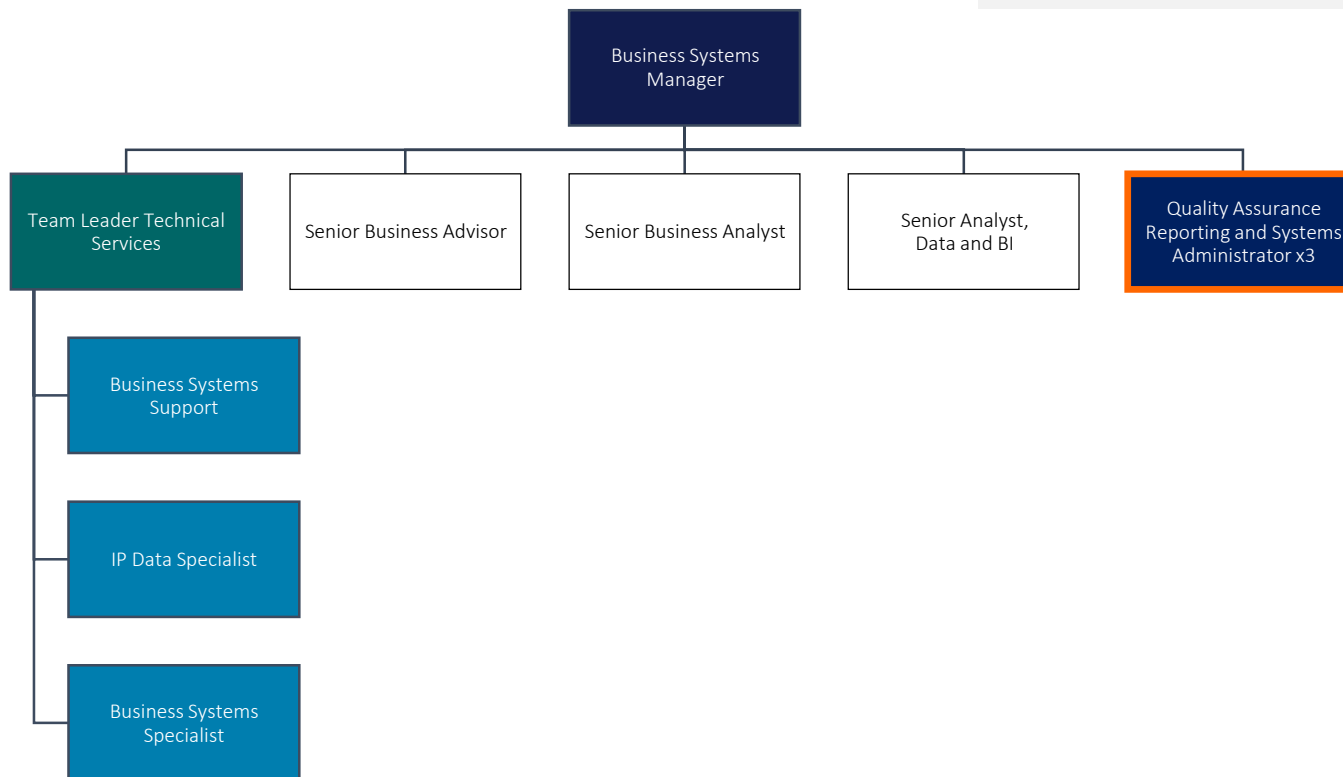 Business Systems
Manager
Team Leader Technical
Services
Senior Business Advisor
Senior Business Analyst
Senior Analyst,
Data and BI
Quality Assurance
Reporting and Systems
Administrator x3
Business Systems
Support
IP Data Specialist
Business Systems
Specialist